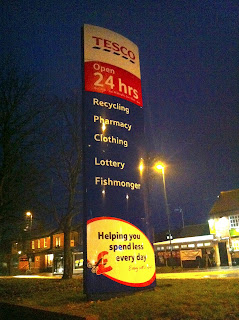 TESCO
Open
24 hrs
Recycling
Pharmacy
Clothing
Lottery
Fishmonger
Helping you
spend less
every day